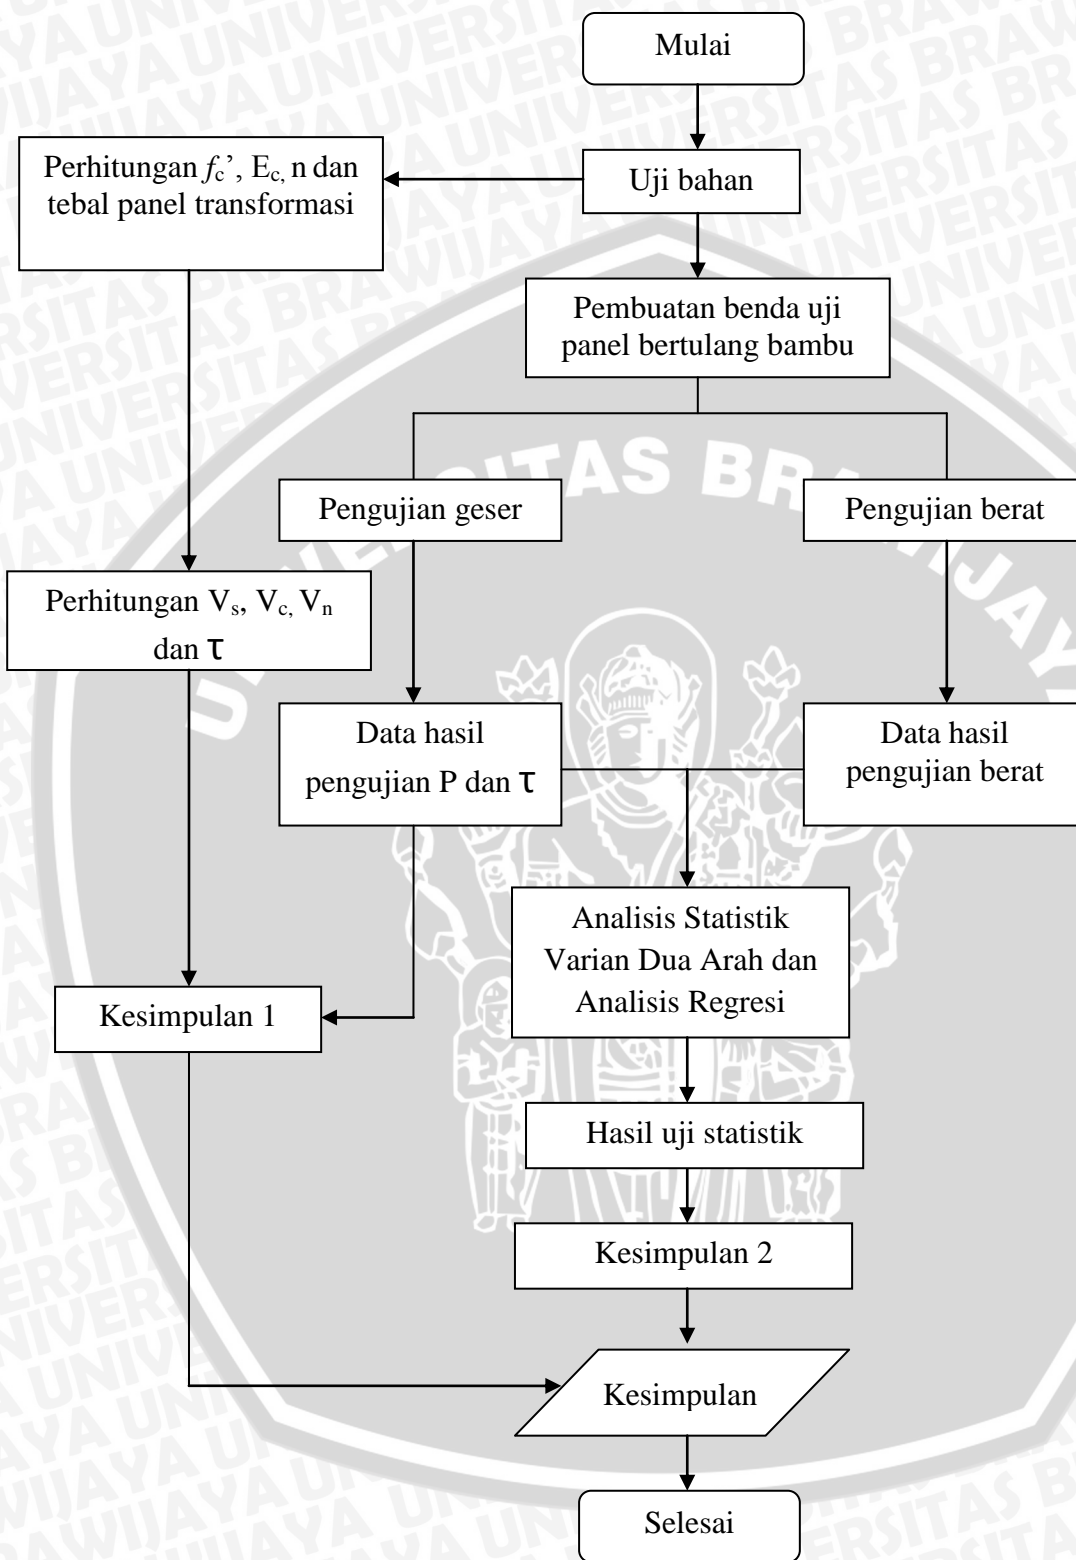 Mulai
Uji bahan
Perhitungan fc’, Ec, n dan
tebal panel transformasi
Pembuatan benda uji
panel bertulang bambu
Pengujian geser
Pengujian berat
Perhitungan Vs, Vc, Vn
dan τ
Data hasil
pengujian P dan τ
Data hasil
pengujian berat
Analisis Statistik
Varian Dua Arah dan
Analisis Regresi
Kesimpulan 1
Hasil uji statistik
Kesimpulan 2
Kesimpulan
Selesai
UNIVERSITAS BRAWIJAYA